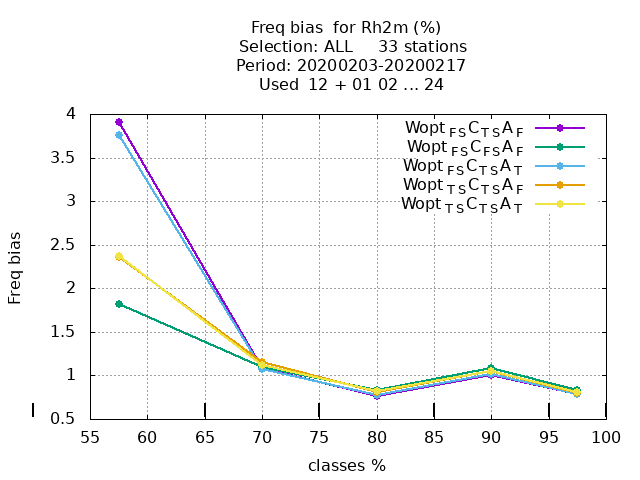 Freq bias  for Rh2m (%)
Selection: ALL     33 stations
Period: 20200203-20200217
Used  12 + 01 02 ... 24
Wopt FS C TS A F
Wopt FS C FS A F
Wopt FS C TS A T
Wopt TS C TS A F
Wopt TS C TS A T
4
3.5
3
2.5
2
1.5
1
0.5
Freq bias
55 60 65 70 75 80 85 90 95 100
classes %